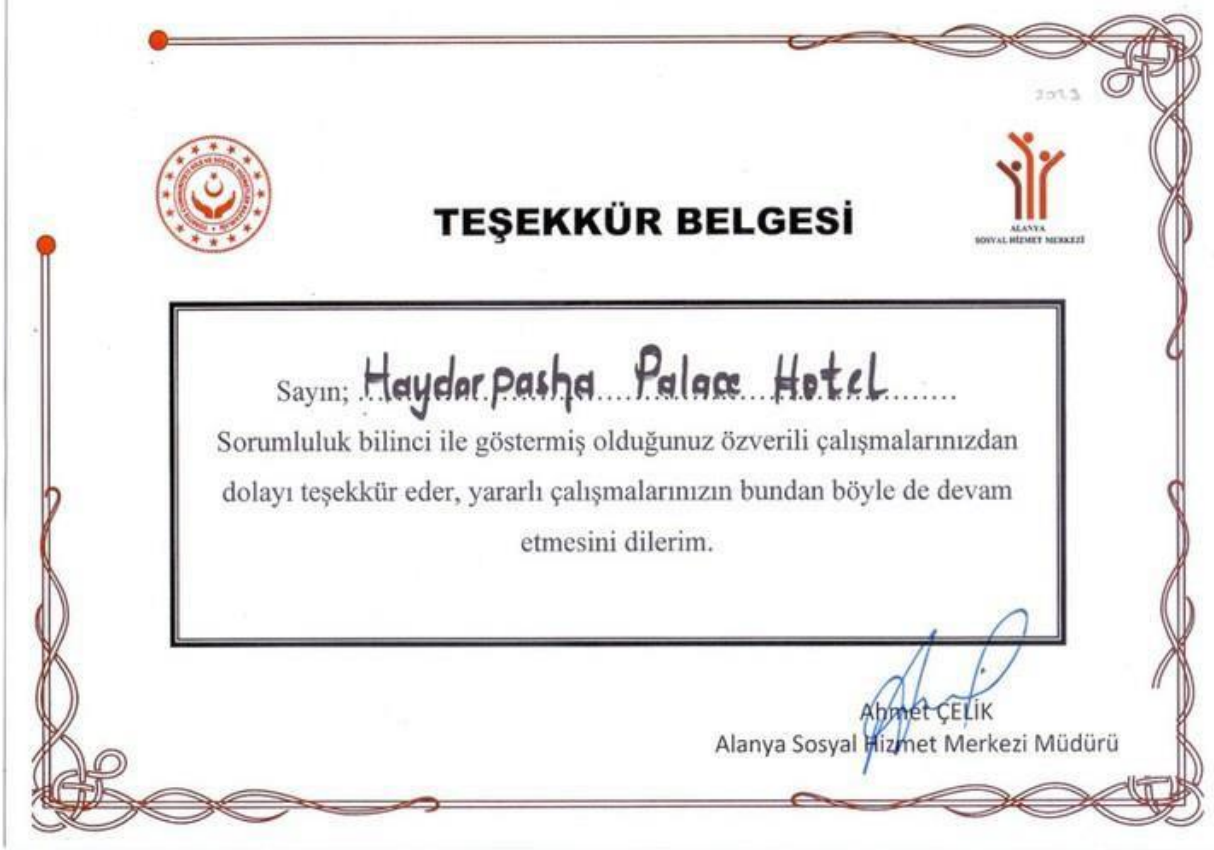 2023
TEŞEKKÜR BELGESİ
ALANYA
SOSYAL HİZMET MERKEZİ
Sayın; Haydarpasha Palace Hotel
Sorumluluk bilinci ile göstermiş olduğunuz özverili çalışmalarınızdan
dolayı teşekkür eder, yararlı çalışmalarınızın bundan böyle de devam
etmesini dilerim.
Ahmet ÇELİK
Alanya Sosyal Hizmet Merkezi Müdürü